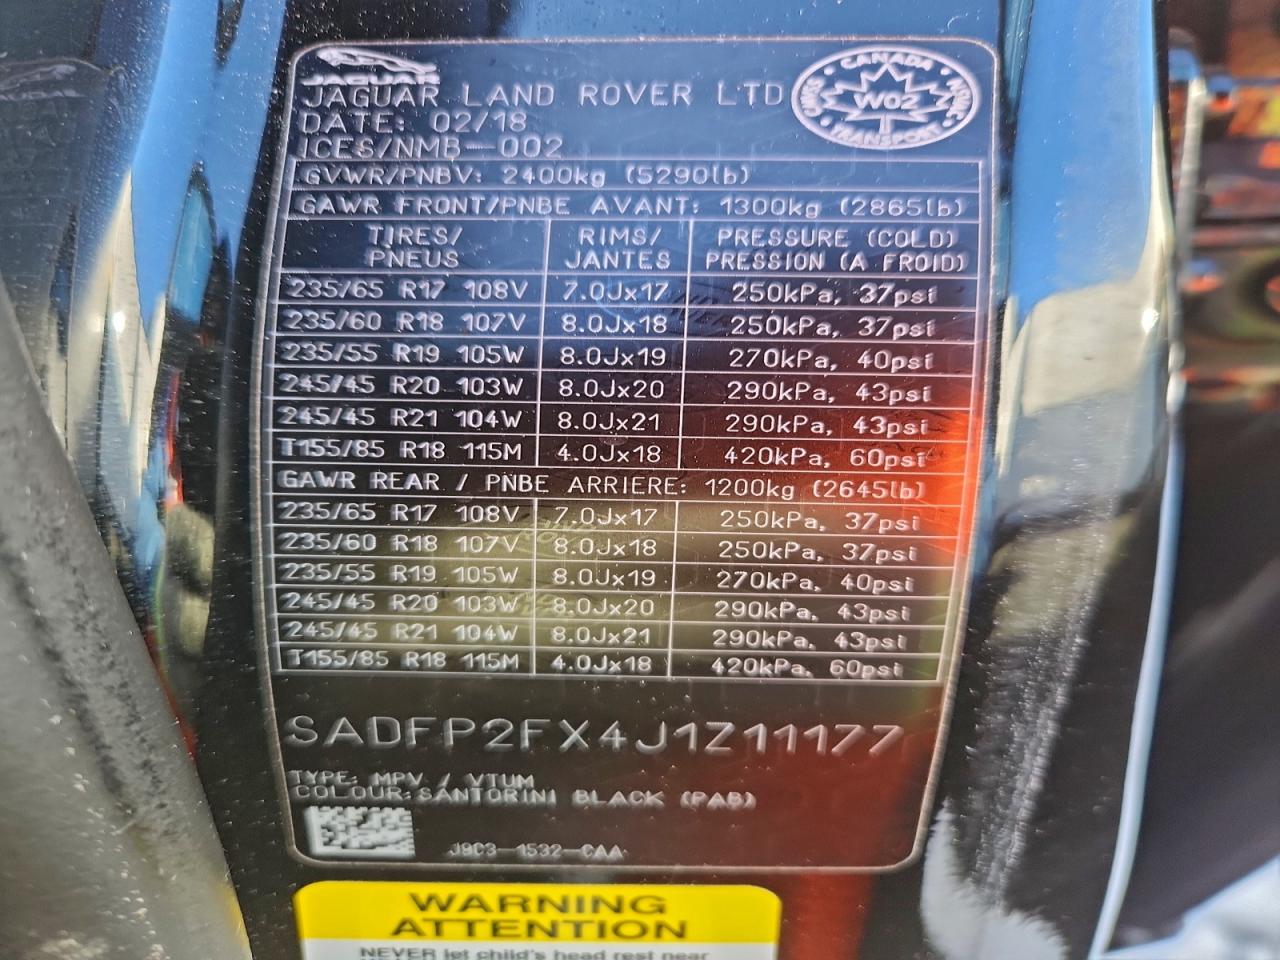 JAGUAR
JAGUAR LAND ROVER LTD
CANADA
W02
TRANSPORT
DATE: 02/18
ICES/NMB-002
GVWR/PNBV: 2400kg (5290lb)
GAWR FRONT/PNBE AVANT: 1300kg (2865lb)
TIRES/ RIMS/ PRESSURE (COLD)
PNEUS JANTES PRESSION (A FROID)
235/65 R17 108V 7.0Jx17 250kPa, 37psi
235/60 R18 107V 8.0Jx18 250kPa, 37psi
235/55 R19 105W 8.0Jx19 270kPa, 40psi
245/45 R20 103W 8.0Jx20 290kPa, 43psi
245/45 R21 104W 8.0Jx21 290kPa, 43psi
T155/85 R18 115M 4.0Jx18 420kPa, 60psi
GAWR REAR / PNBE ARRIERE: 1200kg (2645lb)
235/65 R17 108V 7.0Jx17 250kPa, 37psi
235/60 R18 107V 8.0Jx18 250kPa, 37psi
235/55 R19 105W 8.0Jx19 270kPa, 40psi
245/45 R20 103W 8.0Jx20 290kPa, 43psi
245/45 R21 104W 8.0Jx21 290kPa, 43psi
T155/85 R18 115M 4.0Jx18 420kPa, 60psi
SADFP2FX4J1Z11177
TYPE: MPV / VTUM
COLOUR:SANTORINI BLACK (PAB)
J9C3-1532-CAA
WARNING
ATTENTION
NEVER let child's head rest near